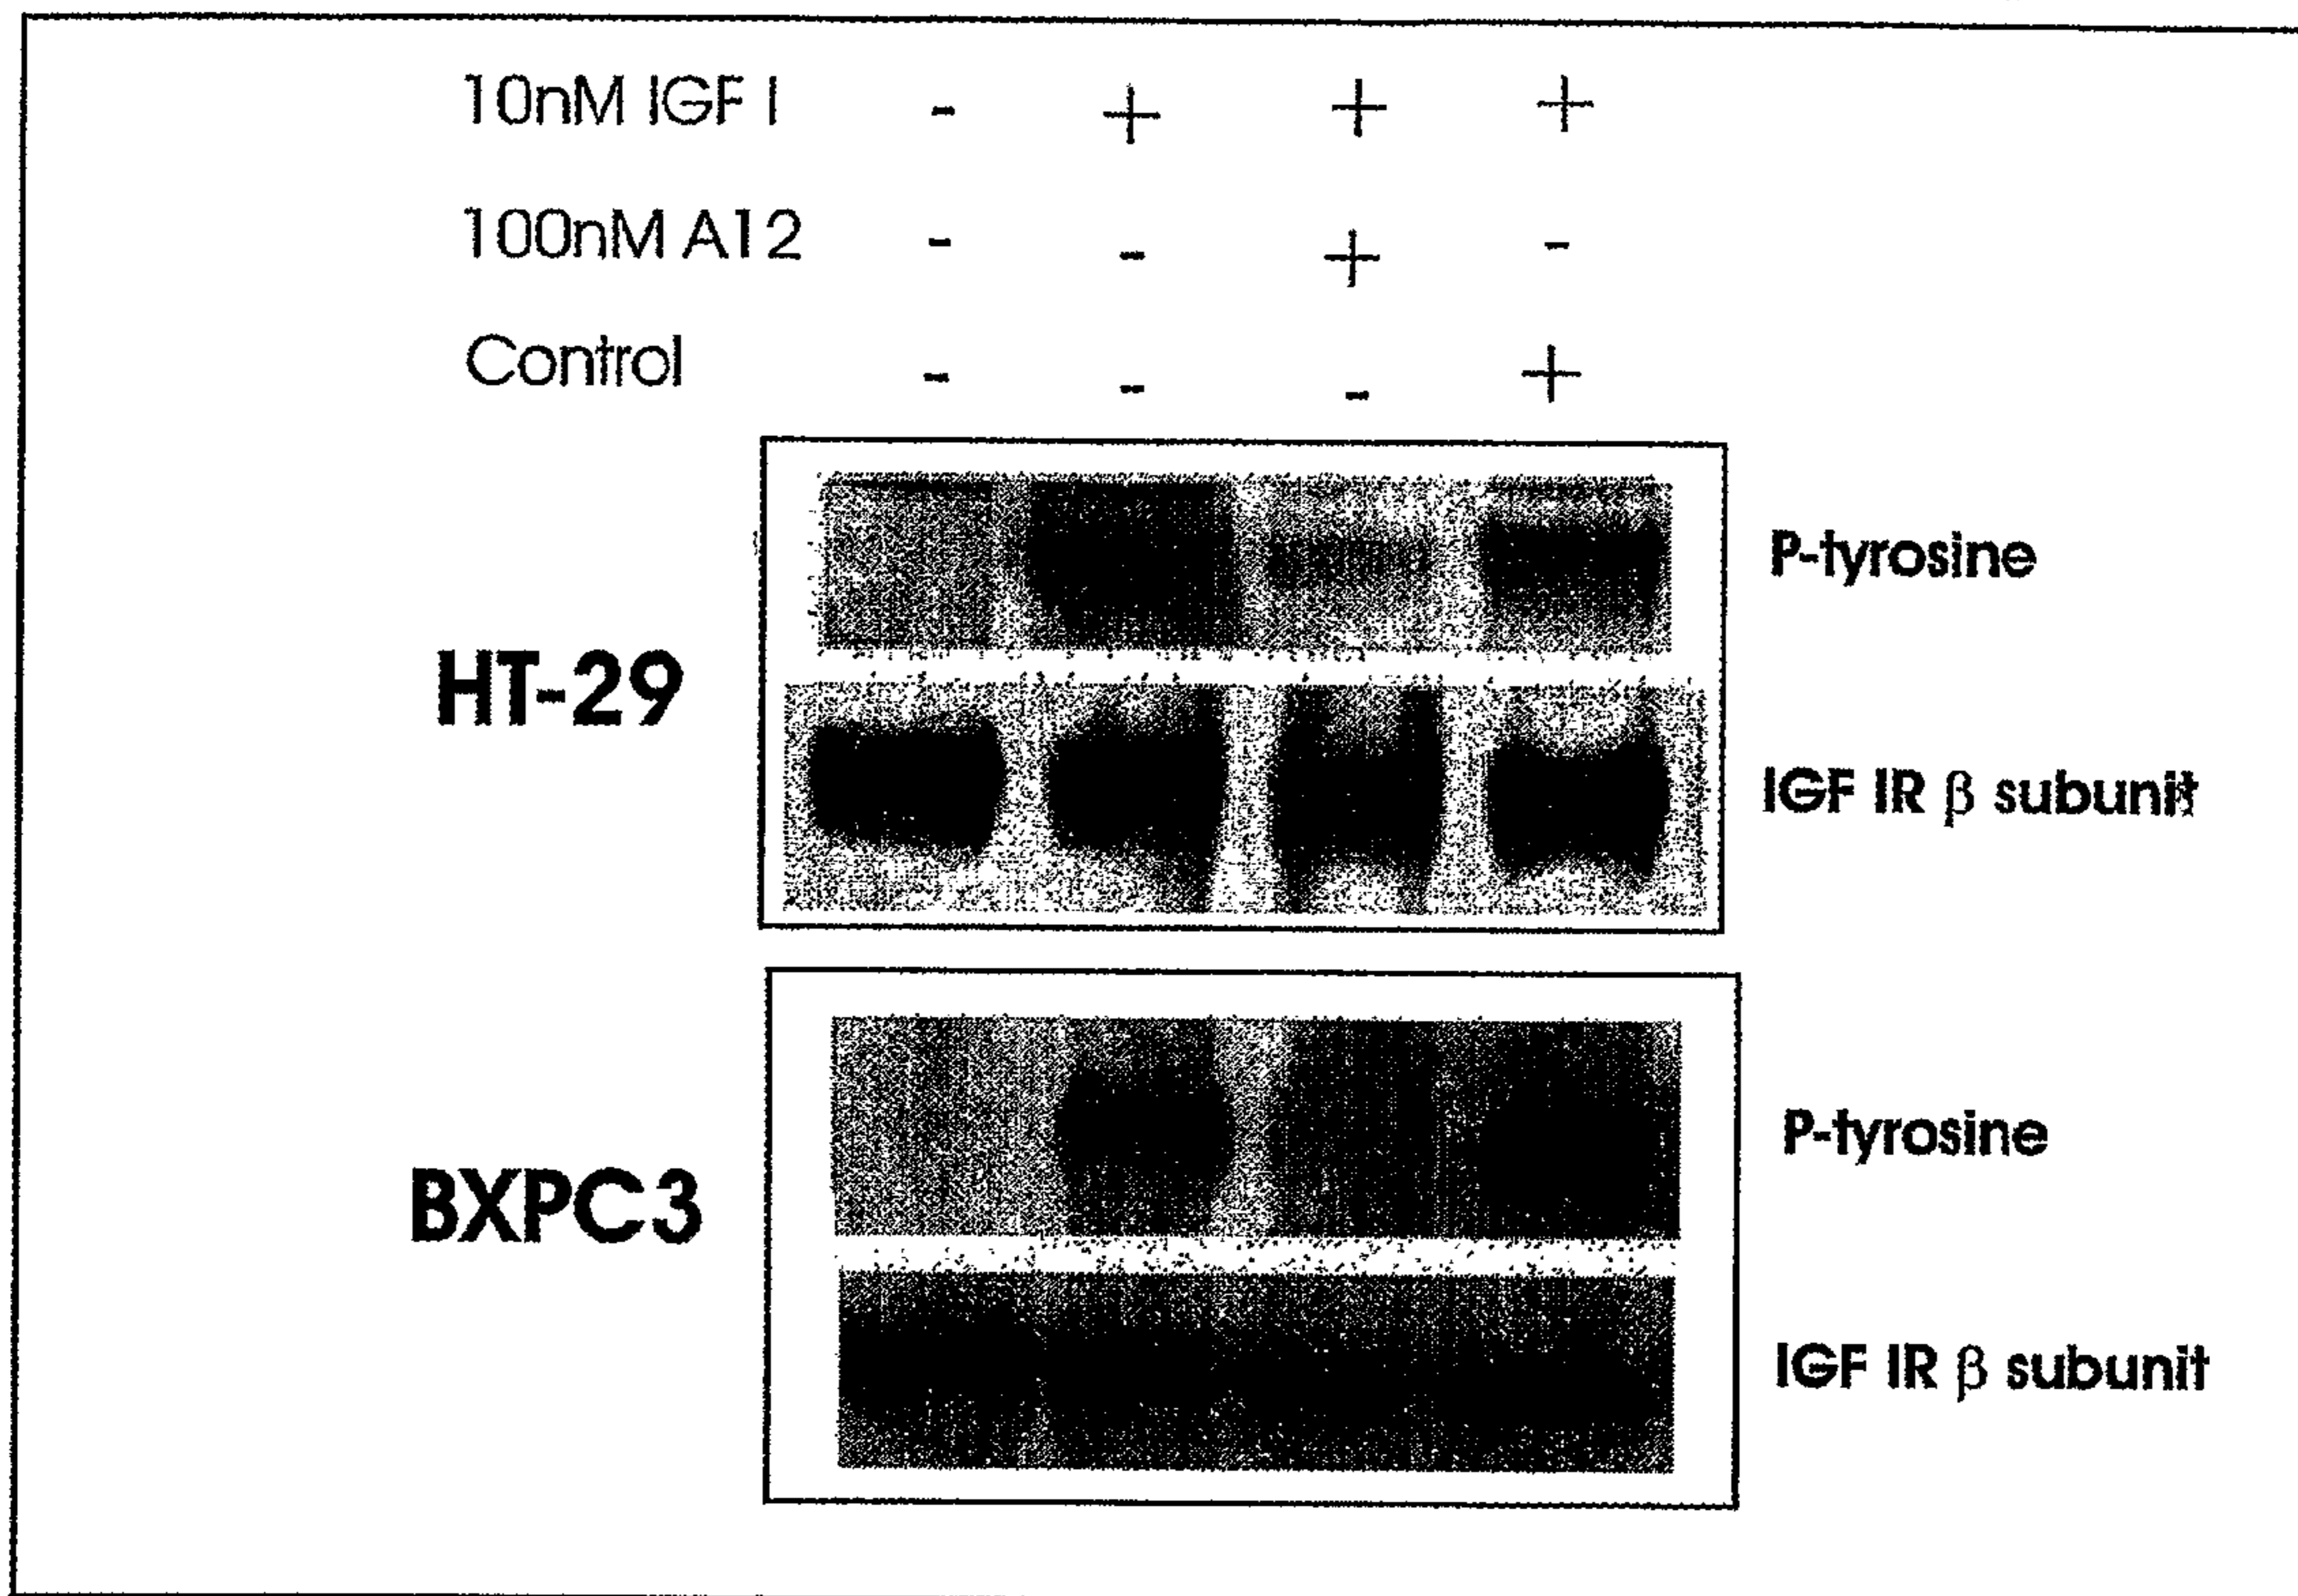 10nM IGF I - + + +
100nM A12 - - + -
Control - - - +
P-tyrosine
HT-29
IGF IR β subunit
P-tyrosine
BXPC3
IGF IR β subunit